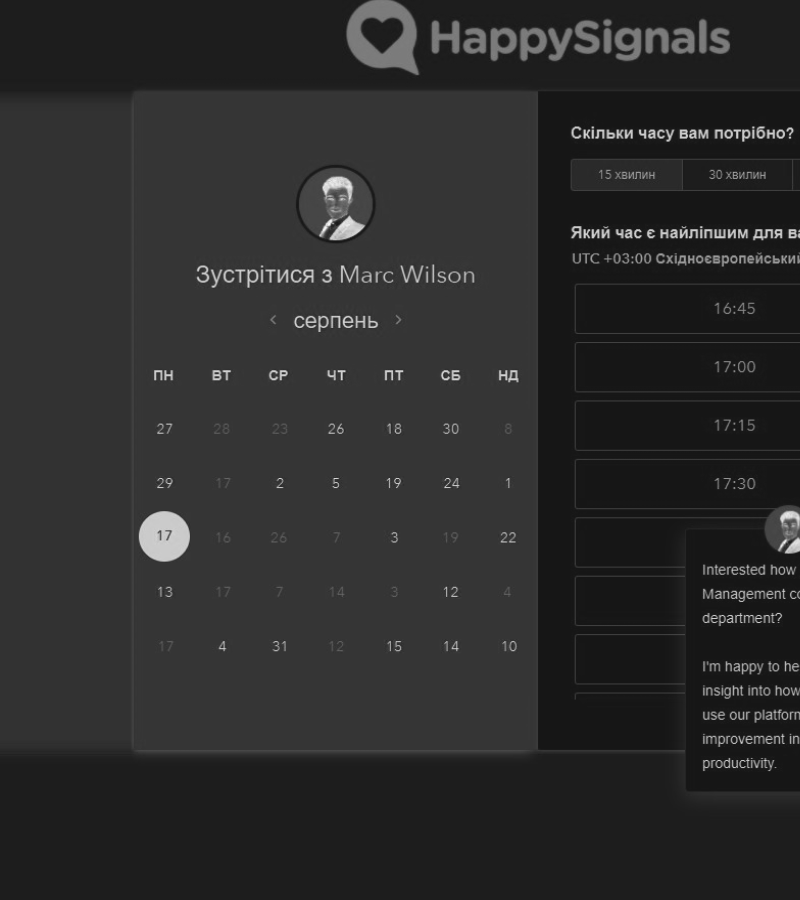 HappySignals
Зустрітися з Marc Wilson
серпень
ПН ВТ СР ЧТ ПТ СБ НД
27 28 23 26 18 30 8
29 17 2 5 19 24 1
17 16 26 7 3 19 22
13 17 7 14 3 12 4
17 4 31 12 15 14 10
Скільки часу вам потрібно?
15 хвилин 30 хвилин
Який час є найліпшим для ва
UTC +03:00 Східноєвропейський
16:45
17:00
17:15
17:30
Interested how
Management co
department?
I'm happy to he
insight into how
use our platform
improvement in
productivity.